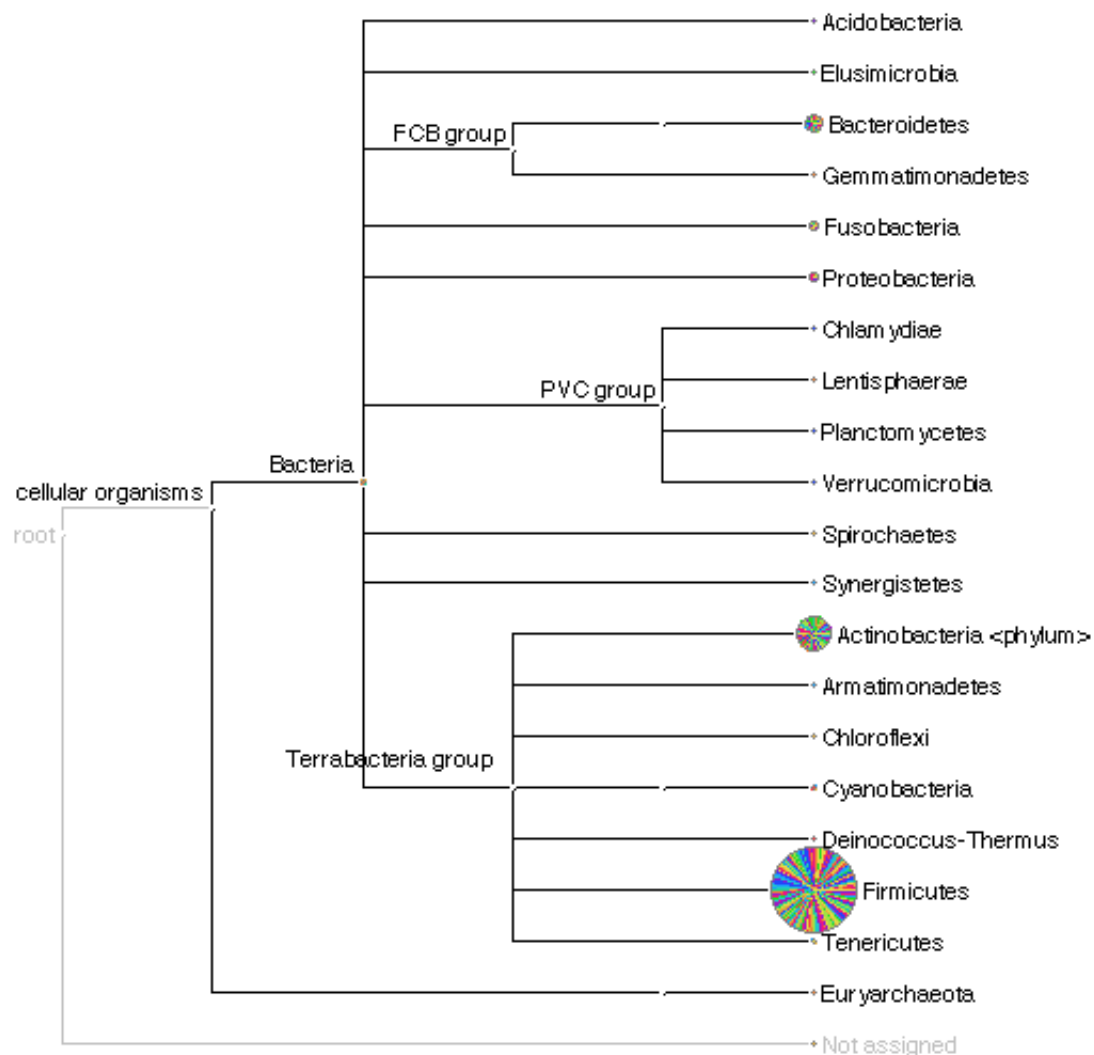 Acidobacteria
Elusimicrobia
FCB group
Bacteroidetes
Gemmatimonadetes
Fusobacteria
Proteobacteria
Chlamydiae
PVC group
Lentisphaerae
Planctomycetes
Bacteria
Verrucomicrobia
cellular organisms
root
Spirochaetes
Synergistetes
Actinobacteria <phylum>
Armatimonadetes
Chloroflexi
Terrabacteria group
Cyanobacteria
Deinococcus-Thermus
Firmicutes
Tenericutes
Euryarchaeota
Not assigned